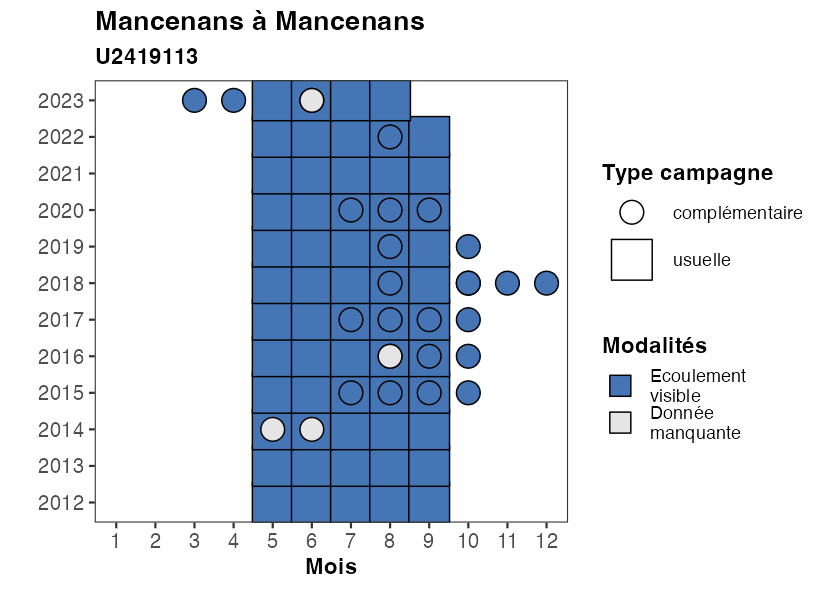 Mancenans à Mancenans
U2419113
2023
2022
2021
2020
2019
2018
2017
2016
2015
2014
2013
2012
1 2 3 4 5 6 7 8 9 10 11 12
Mois
Type campagne
complémentaire
usuelle
Modalités
Ecoulement
visible
Donnée
manquante